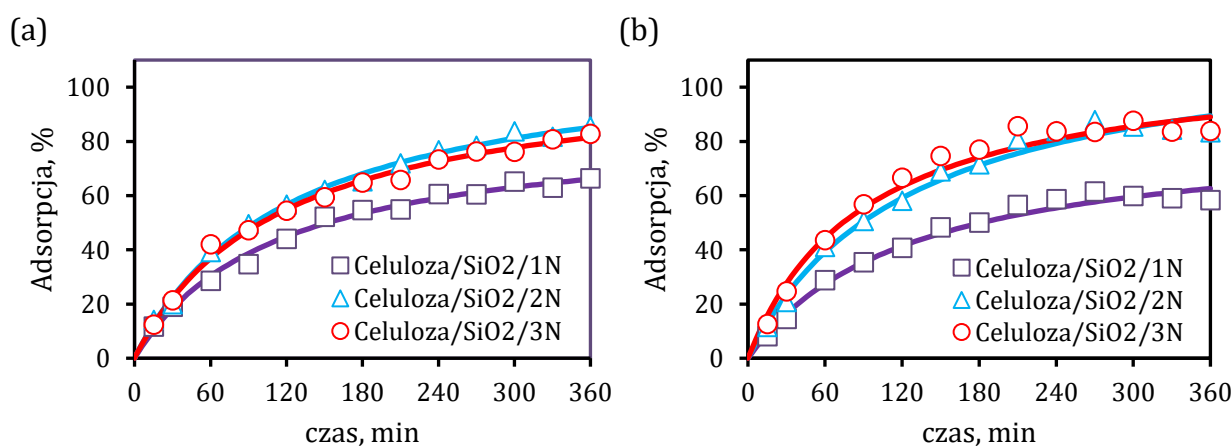 (a)
Adsorpcja, %
100
80
60
40
20
0
0 60 120 180 240 300 360
czas, min
Celuloza/SiO2/1N
Celuloza/SiO2/2N
Celuloza/SiO2/3N
(b)
Adsorpcja, %
100
80
60
40
20
0
0 60 120 180 240 300 360
czas, min
Celuloza/SiO2/1N
Celuloza/SiO2/2N
Celuloza/SiO2/3N